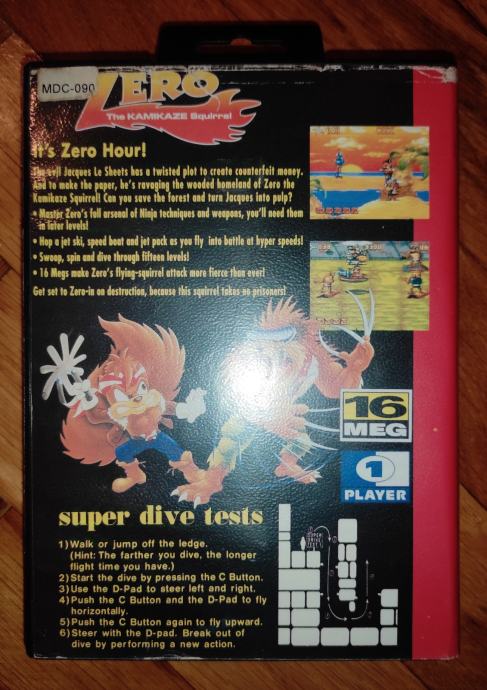 MDC-090
ZERO
The KAMIKAZE Squirrel
It's Zero Hour!
The evil Jacques Le Sheets has a twisted plot to create counterfeit money.
And to make the paper, he's ravaging the wooded homeland of Zero the
Kamikaze Squirrel! Can you save the forest and turn Jacques into pulp?
• Master Zero's full arsenal of Ninja techniques and weapons, you'll need them
in later levels!
• Hop a jet ski, speed boat and jet pack as you fly into battle at hyper speeds!
• Swoop, spin and dive through fifteen levels!
• 16 Megs make Zero's flying-squirrel attack more fierce than ever!
Get set to Zero-in on destruction, because this squirrel takes no prisoners!
16
MEG
1
PLAYER
super dive tests
1) Walk or jump off the ledge.
(Hint: The farther you dive, the longer
flight time you have.)
2) Start the dive by pressing the C Button.
3) Use the D-Pad to steer left and right.
4) Push the C Button and the D-Pad to fly
horizontally.
5) Push the C Button again to fly upward.
6) Steer with the D-pad. Break out of
dive by performing a new action.
SUPER
DIVE
TESTS